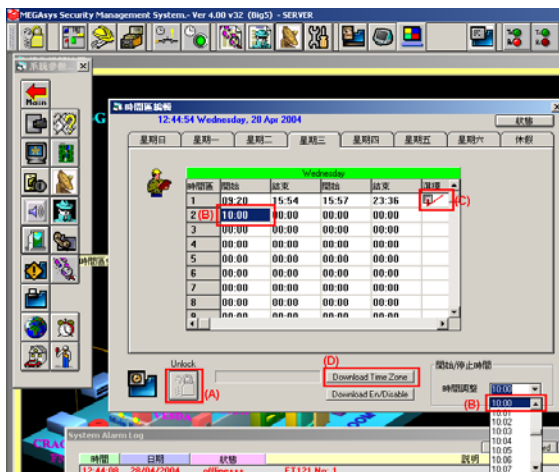 MEGAsys Security Management System.- Ver 4.00 v32 (Big5) - SERVER
系統參數
Main
時間區編輯
12:44:54 Wednesday, 28 Apr 2004
狀態
星期日 星期一 星期二 星期三 星期四 星期五 星期六 休假
Wednesday
時間區 開始 結束 開始 結束 選擇
1 09:20 15:54 15:57 23:36 (C)
2 (B) 10:00 00:00 00:00 00:00
3 00:00 00:00 00:00 00:00
4 00:00 00:00 00:00 00:00
5 00:00 00:00 00:00 00:00
6 00:00 00:00 00:00 00:00
7 00:00 00:00 00:00 00:00
8 00:00 00:00 00:00 00:00
9 00:00 00:00 00:00 00:00
時間區
Unlock
(A)
(D)
Download Time Zone
Download En/Disable
開始/停止時間
時間調整 10:00
(B) 10:00
10:01
10:02
10:03
10:04
10:05
10:06
10:07
System Alarm Log
時間 日期 狀態 說明
12:44:08 28/04/2004 offline*** ET121 No. 1